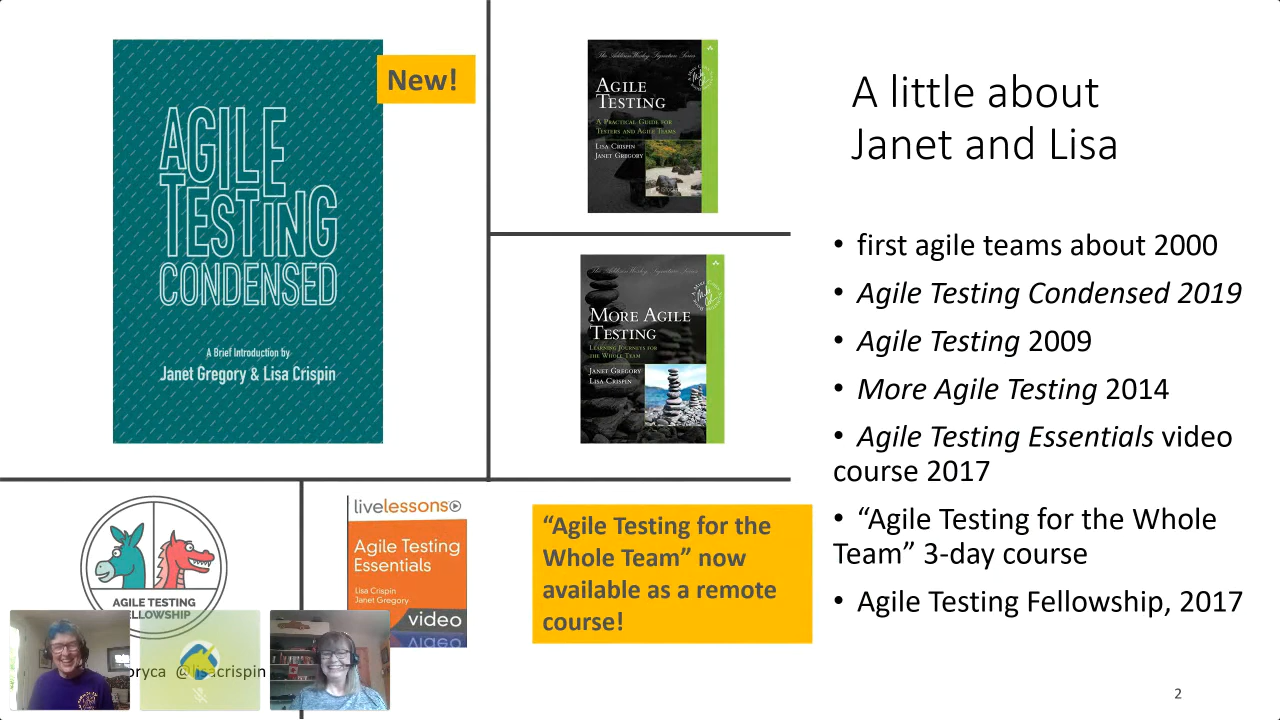 New!
AGILE
TESTING
CONDENSED
A Brief Introduction by
Janet Gregory & Lisa Crispin
The Addison Wesley Signature Series
AGILE
TESTING
A PRACTICAL GUIDE FOR
TESTERS AND AGILE TEAMS
LISA CRISPIN
JANET GREGORY
The Addison Wesley Signature Series
MORE AGILE
TESTING
LEARNING JOURNEYS FOR
THE WHOLE TEAM
JANET GREGORY
LISA CRISPIN
A little about
Janet and Lisa
• first agile teams about 2000
• Agile Testing Condensed 2019
• Agile Testing 2009
• More Agile Testing 2014
• Agile Testing Essentials video
course 2017
• “Agile Testing for the Whole
Team” 3-day course
• Agile Testing Fellowship, 2017
AGILE TESTING
FELLOWSHIP
livelessons
Agile Testing
Essentials
Lisa Crispin
Janet Gregory
video
“Agile Testing for the
Whole Team” now
available as a remote
course!
oryca @lisacrispin
2